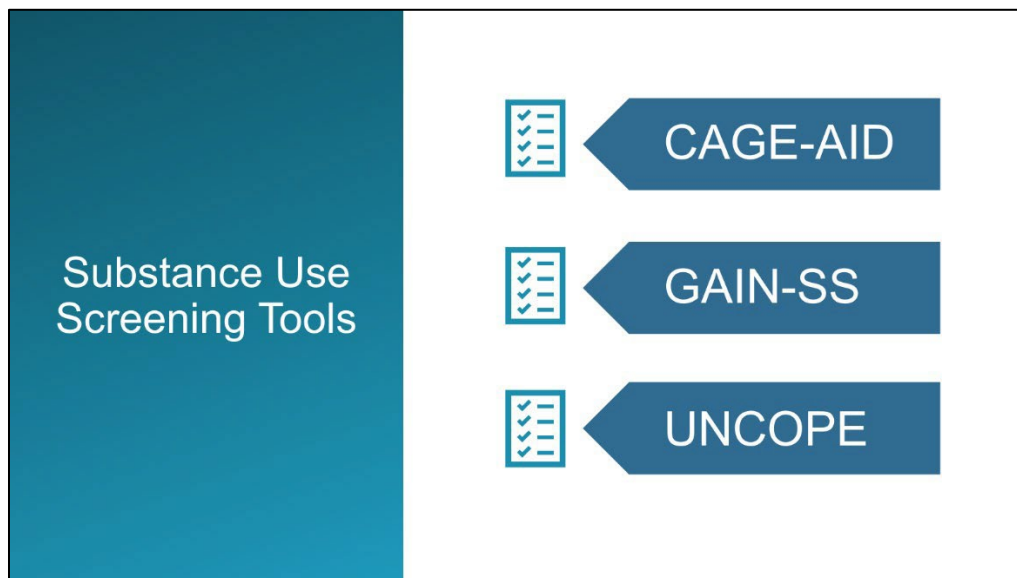 Substance Use
Screening Tools
CAGE-AID
GAIN-SS
UNCOPE